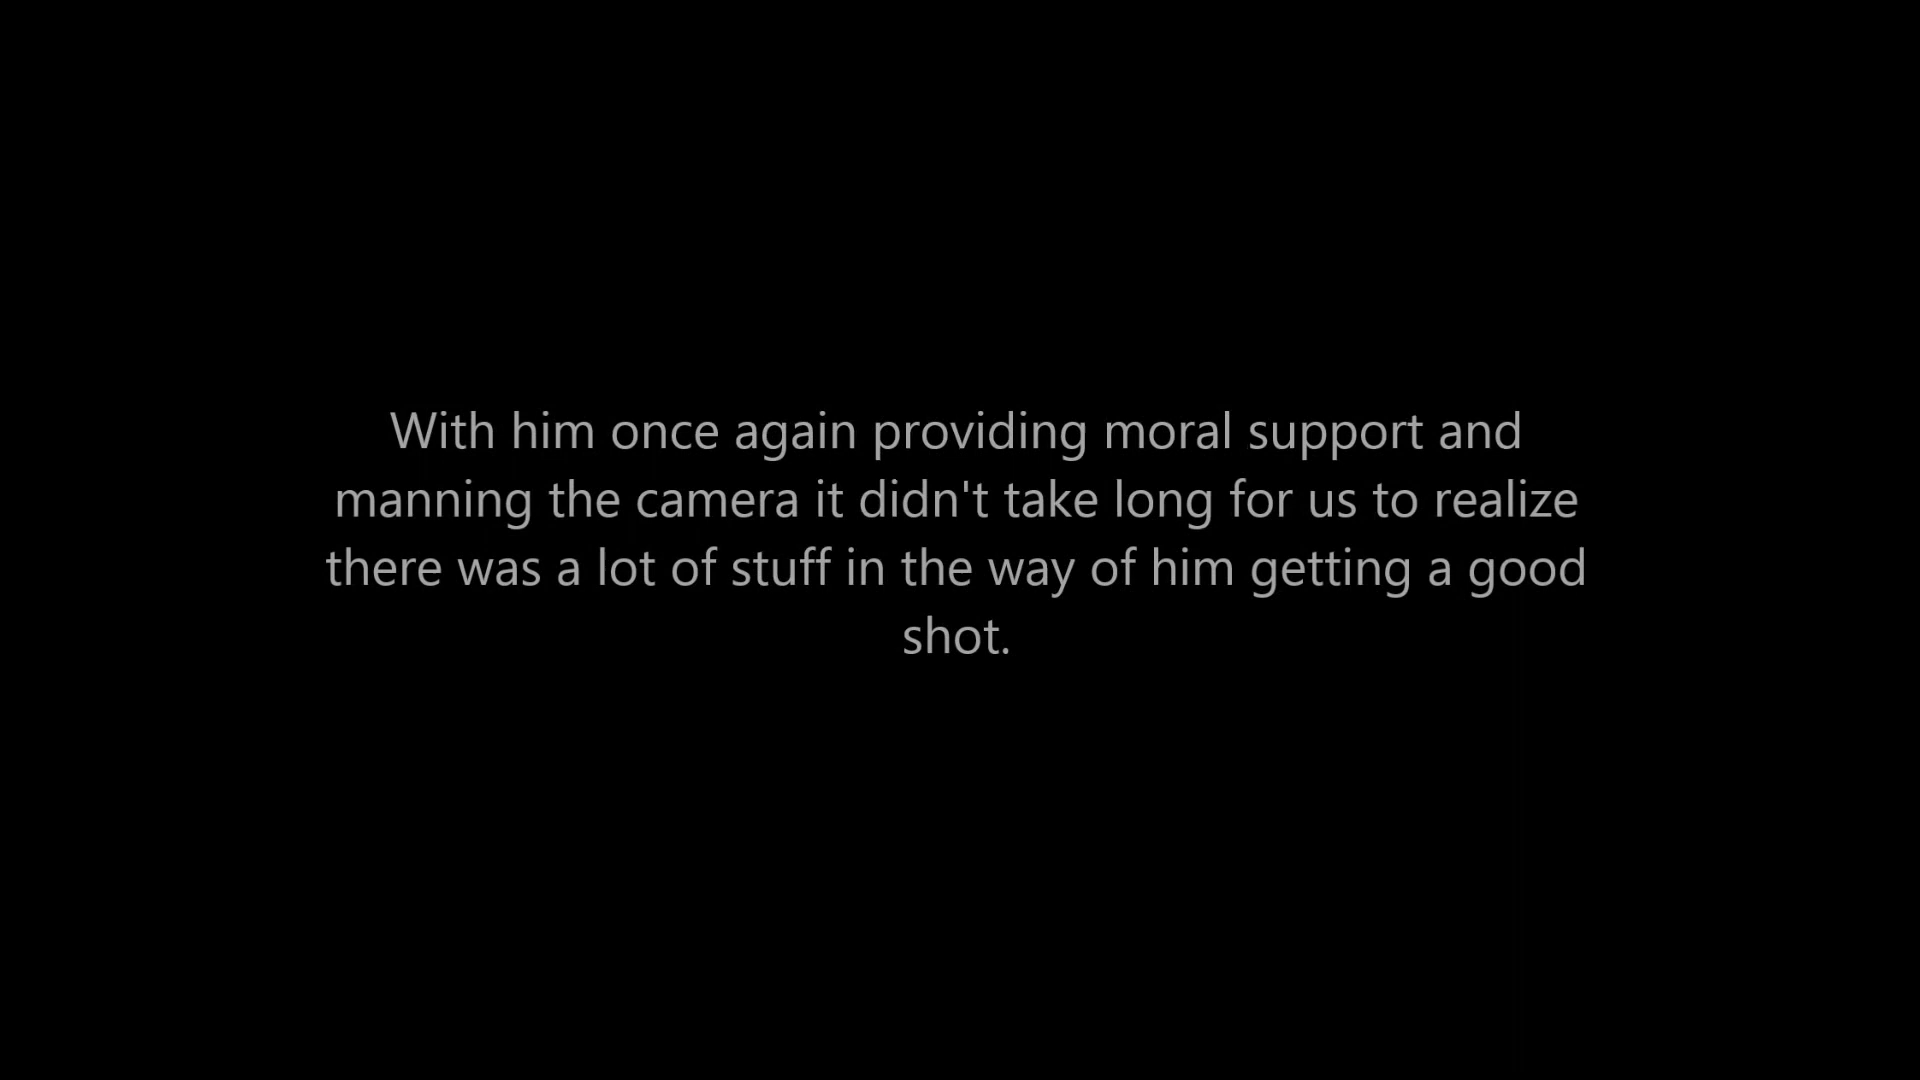 With him once again providing moral support and
manning the camera it didn't take long for us to realize
there was a lot of stuff in the way of him getting a good
shot.